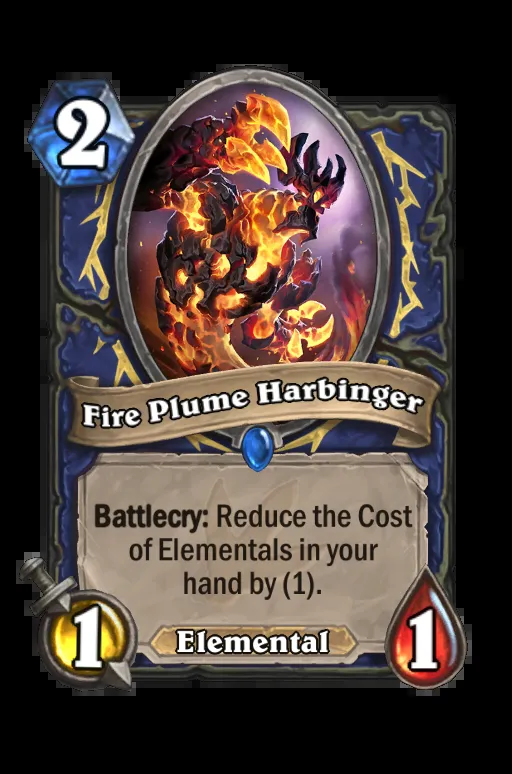 2
Fire Plume Harbinger
Battlecry: Reduce the Cost
of Elementals in your
hand by (1).
1
Elemental
1